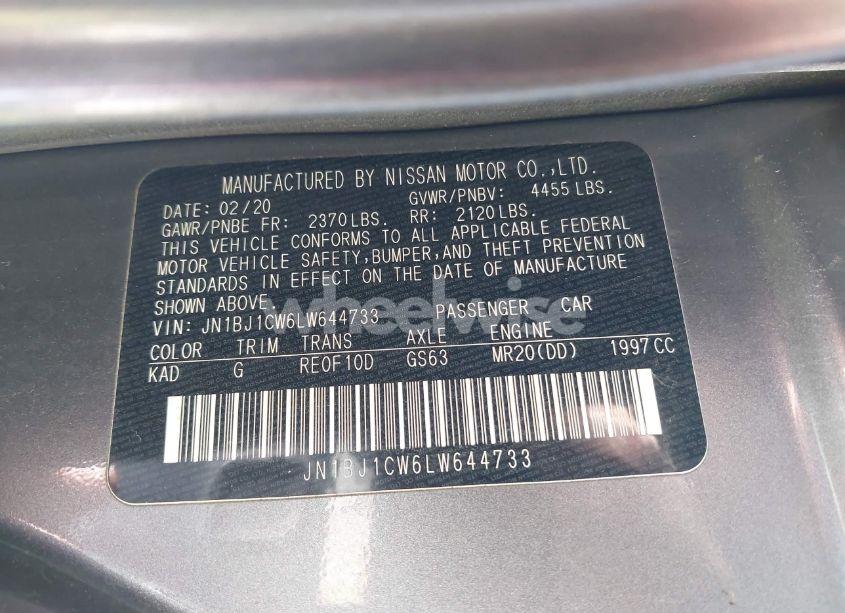 MANUFACTURED BY NISSAN MOTOR CO.,LTD.
DATE: 02/20 GVWR/PNBV: 4455 LBS.
GAWR/PNBE FR: 2370LBS. RR: 2120LBS.
THIS VEHICLE CONFORMS TO ALL APPLICABLE FEDERAL
MOTOR VEHICLE SAFETY,BUMPER,AND THEFT PREVENTION
STANDARDS IN EFFECT ON THE DATE OF MANUFACTURE
SHOWN ABOVE.
VIN: JN1BJ1CW6LW644733 PASSENGER CAR
COLOR TRIM TRANS AXLE ENGINE
KAD G RE0F10D GS63 MR20(DD) 1997CC
JN1BJ1CW6LW644733
wheelwise